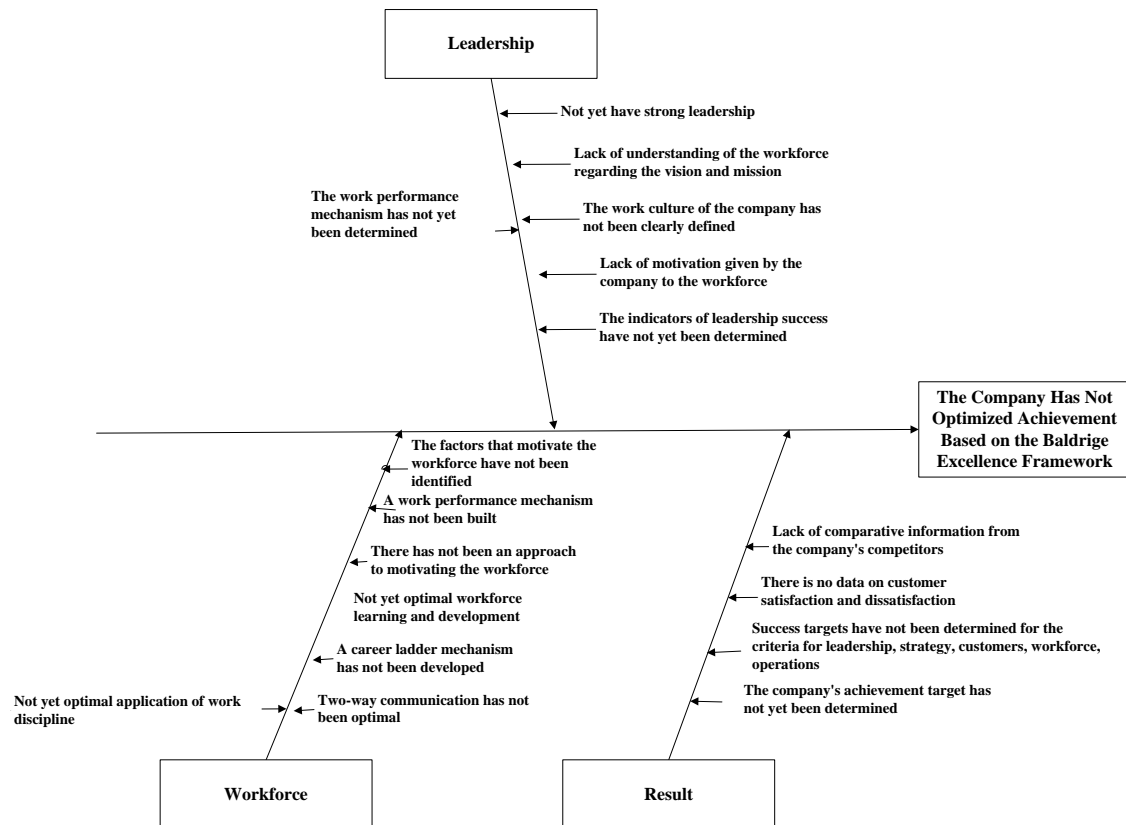 Leadership
Not yet have strong leadership
Lack of understanding of the workforce
regarding the vision and mission
The work performance
mechanism has not yet
been determined
The work culture of the company has
not been clearly defined
Lack of motivation given by the
company to the workforce
The indicators of leadership success
have not yet been determined
The Company Has Not
Optimized Achievement
Based on the Baldrige
Excellence Framework
The factors that motivate the
workforce have not been
identified
A work performance mechanism
has not been built
There has not been an approach
to motivating the workforce
Not yet optimal workforce
learning and development
A career ladder mechanism
has not been developed
Not yet optimal application of work
discipline
Two-way communication has not
been optimal
Workforce
Lack of comparative information from
the company's competitors
There is no data on customer
satisfaction and dissatisfaction
Success targets have not been determined for the
criteria for leadership, strategy, customers, workforce,
operations
The company's achievement target has
not yet been determined
Result